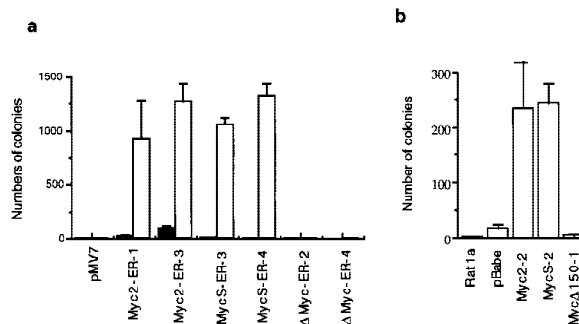 a
b
Numbers of colonies
1500
1000
500
0
pMV7
Myc2-ER-1
Myc2-ER-3
MycS-ER-3
MycS-ER-4
Δ Myc-ER-2
Δ Myc-ER-4
Number of colonies
300
200
100
0
Rat1a
pBabe
Myc2-2
MycS-2
MycΔ150-1